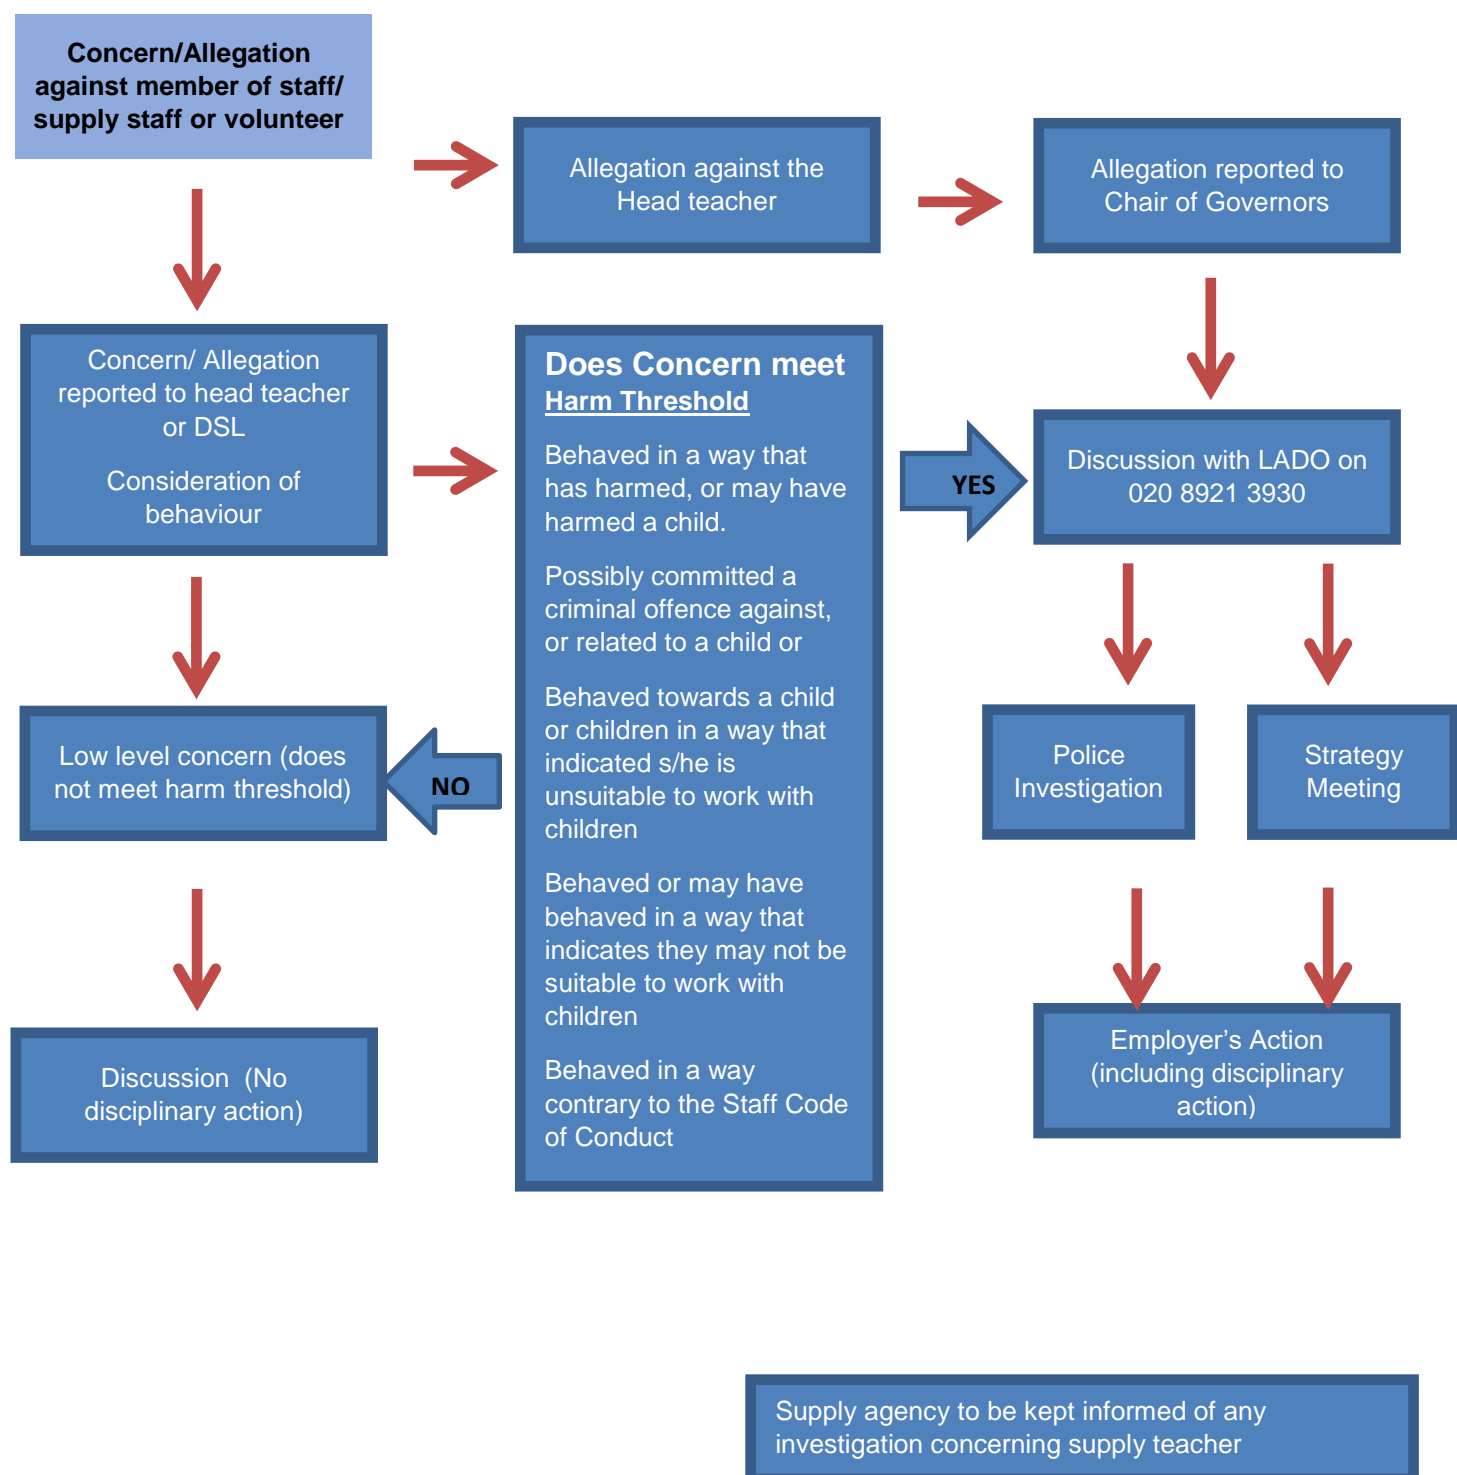 Concern/Allegation
against member of staff/
supply staff or volunteer
Allegation against the
Head teacher
Allegation reported to
Chair of Governors
Concern/ Allegation
reported to head teacher
or DSL
Consideration of
behaviour
Does Concern meet
Harm Threshold
Behaved in a way that
has harmed, or may have
harmed a child.
Possibly committed a
criminal offence against,
or related to a child or
Behaved towards a child
or children in a way that
indicated s/he is
unsuitable to work with
children
Behaved or may have
behaved in a way that
indicates they may not be
suitable to work with
children
Behaved in a way
contrary to the Staff Code
of Conduct
YES
Discussion with LADO on
020 8921 3930
NO
Low level concern (does
not meet harm threshold)
Police
Investigation
Strategy
Meeting
Discussion (No
disciplinary action)
Employer’s Action
(including disciplinary
action)
Supply agency to be kept informed of any
investigation concerning supply teacher